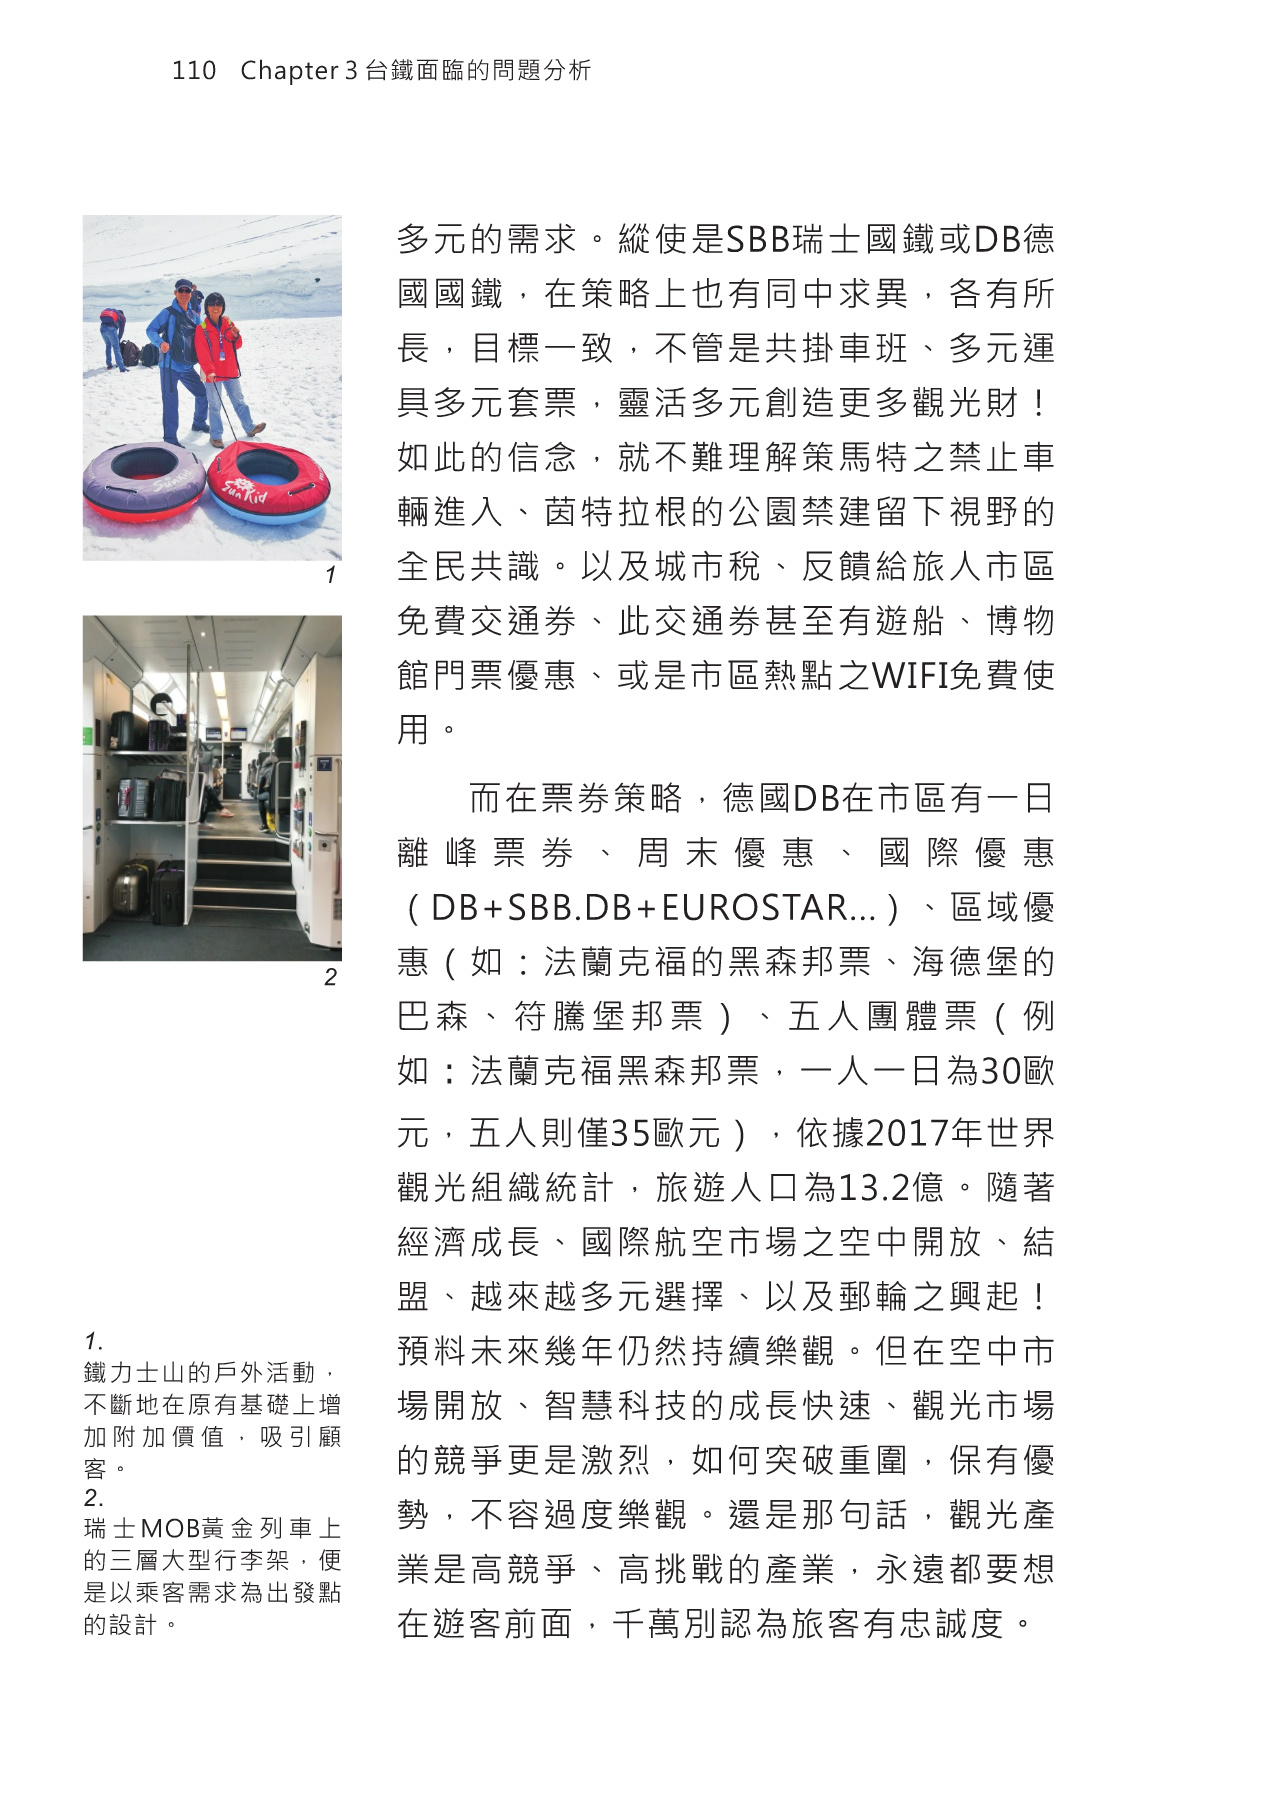 110 Chapter 3 台鐵面臨的問題分析
多元的需求。縱使是SBB瑞士國鐵或DB德
國國鐵，在策略上也有同中求異，各有所
長，目標一致，不管是共掛車班、多元運
具多元套票，靈活多元創造更多觀光財！
如此的信念，就不難理解策馬特之禁止車
輛進入、茵特拉根的公園禁建留下視野的
全民共識。以及城市稅、反饋給旅人市區
免費交通券、此交通券甚至有遊船、博物
館門票優惠、或是市區熱點之WIFI免費使
用。
而在票券策略，德國DB在市區有一日
離峰票券、周末優惠、國際優惠
（DB+SBB.DB+EUROSTAR...）、區域優
惠（如：法蘭克福的黑森邦票、海德堡的
巴森、符騰堡邦票）、五人團體票（例
如：法蘭克福黑森邦票，一人一日為30歐
元，五人則僅35歐元），依據2017年世界
觀光組織統計，旅遊人口為13.2億。隨著
經濟成長、國際航空市場之空中開放、結
盟、越來越多元選擇、以及郵輪之興起！
預料未來幾年仍然持續樂觀。但在空中市
場開放、智慧科技的成長快速、觀光市場
的競爭更是激烈，如何突破重圍，保有優
勢，不容過度樂觀。還是那句話，觀光產
業是高競爭、高挑戰的產業，永遠都要想
在遊客前面，千萬別認為旅客有忠誠度。
Sunkid
Sun kid
1
2
1.
鐵力士山的戶外活動，
不斷地在原有基礎上增
加附加價值，吸引顧
客。
2.
瑞士MOB黃金列車上
的三層大型行李架，便
是以乘客需求為出發點
的設計。